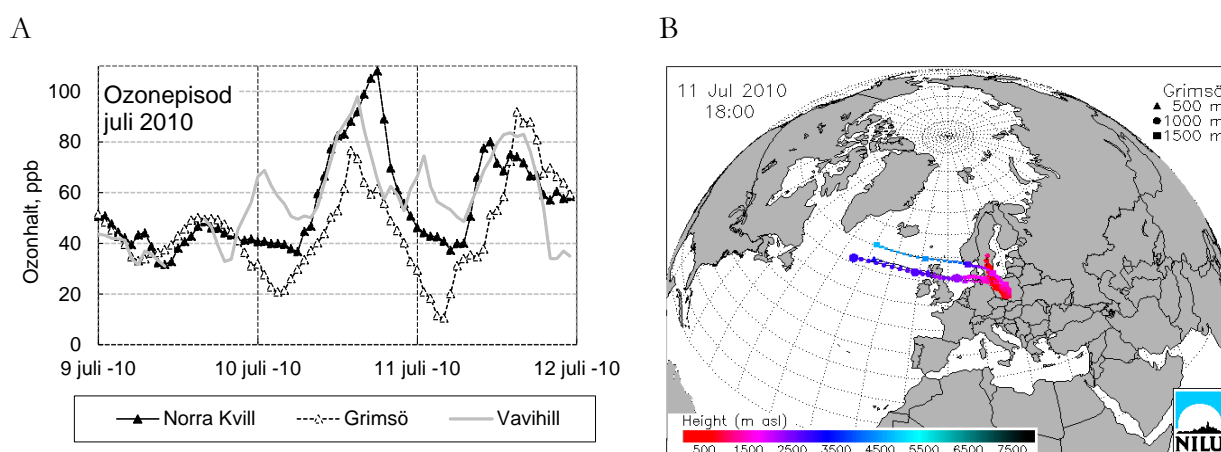 A
Ozonepisod
juli 2010
Ozonhalt, ppb
100
80
60
40
20
0
9 juli -10
10 juli -10
11 juli -10
12 juli -10
Norra Kvill
Grimsö
Vavihill
B
11 Jul 2010
18:00
Grimsö
500 m
1000 m
1500 m
Height (m asl)
500 1500 2500 3500 4500 5500 6500 7500
NILU